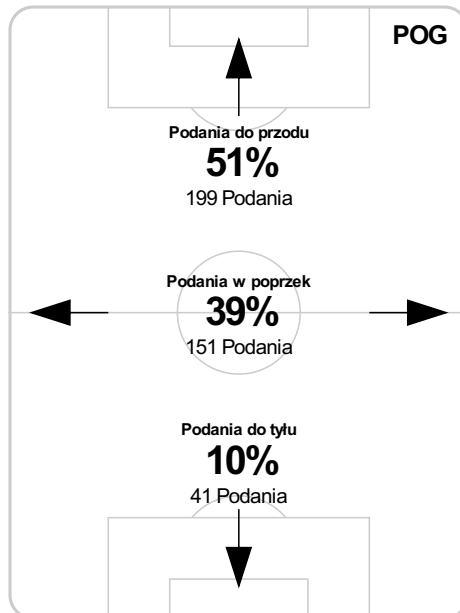 POG
Podania do przodu
51%
199 Podania
Podania w poprzek
39%
151 Podania
Podania do tyłu
10%
41 Podania